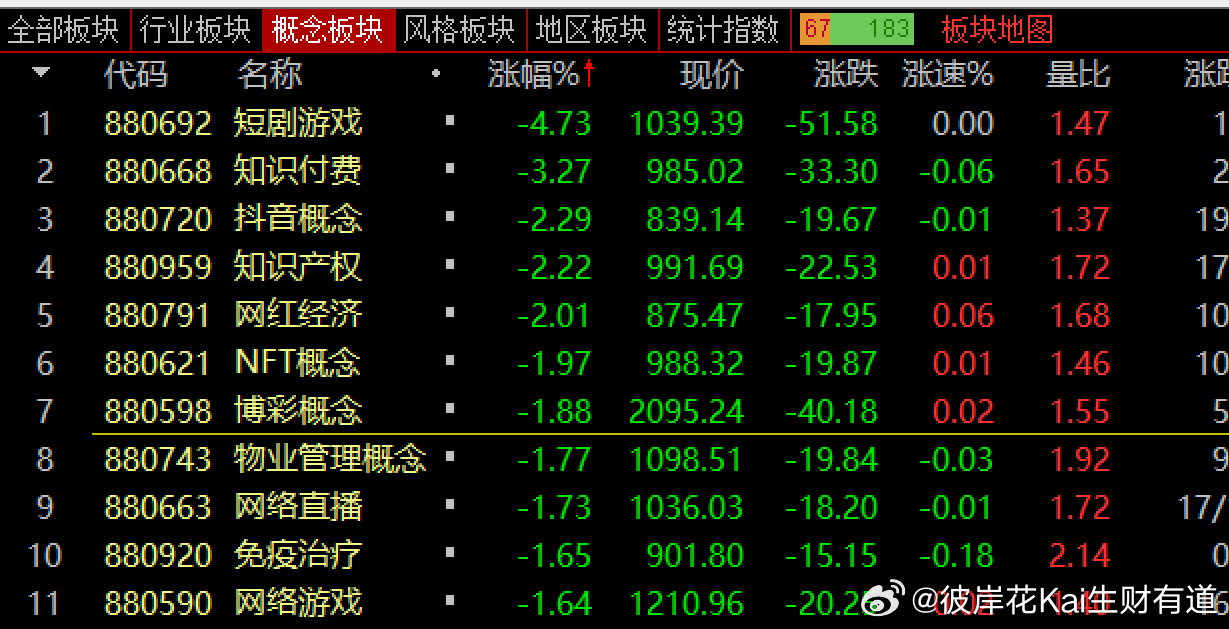 全部板块 行业板块 概念板块 风格板块 地区板块 统计指数 67 183 板块地图
代码 名称 涨幅%↑ 现价 涨跌 涨速% 量比 涨跌
1 880692 短剧游戏 -4.73 1039.39 -51.58 0.00 1.47 1
2 880668 知识付费 -3.27 985.02 -33.30 -0.06 1.65 2
3 880720 抖音概念 -2.29 839.14 -19.67 -0.01 1.37 19
4 880959 知识产权 -2.22 991.69 -22.53 0.01 1.72 17
5 880791 网红经济 -2.01 875.47 -17.95 0.06 1.68 10
6 880621 NFT概念 -1.97 988.32 -19.87 0.01 1.46 10
7 880598 博彩概念 -1.88 2095.24 -40.18 0.02 1.55 5
8 880743 物业管理概念 -1.77 1098.51 -19.84 -0.03 1.92 9
9 880663 网络直播 -1.73 1036.03 -18.20 -0.01 1.72 17/
10 880920 免疫治疗 -1.65 901.80 -15.15 -0.18 2.14 0
11 880590 网络游戏 -1.64 1210.96
@彼岸花Kai生财有道